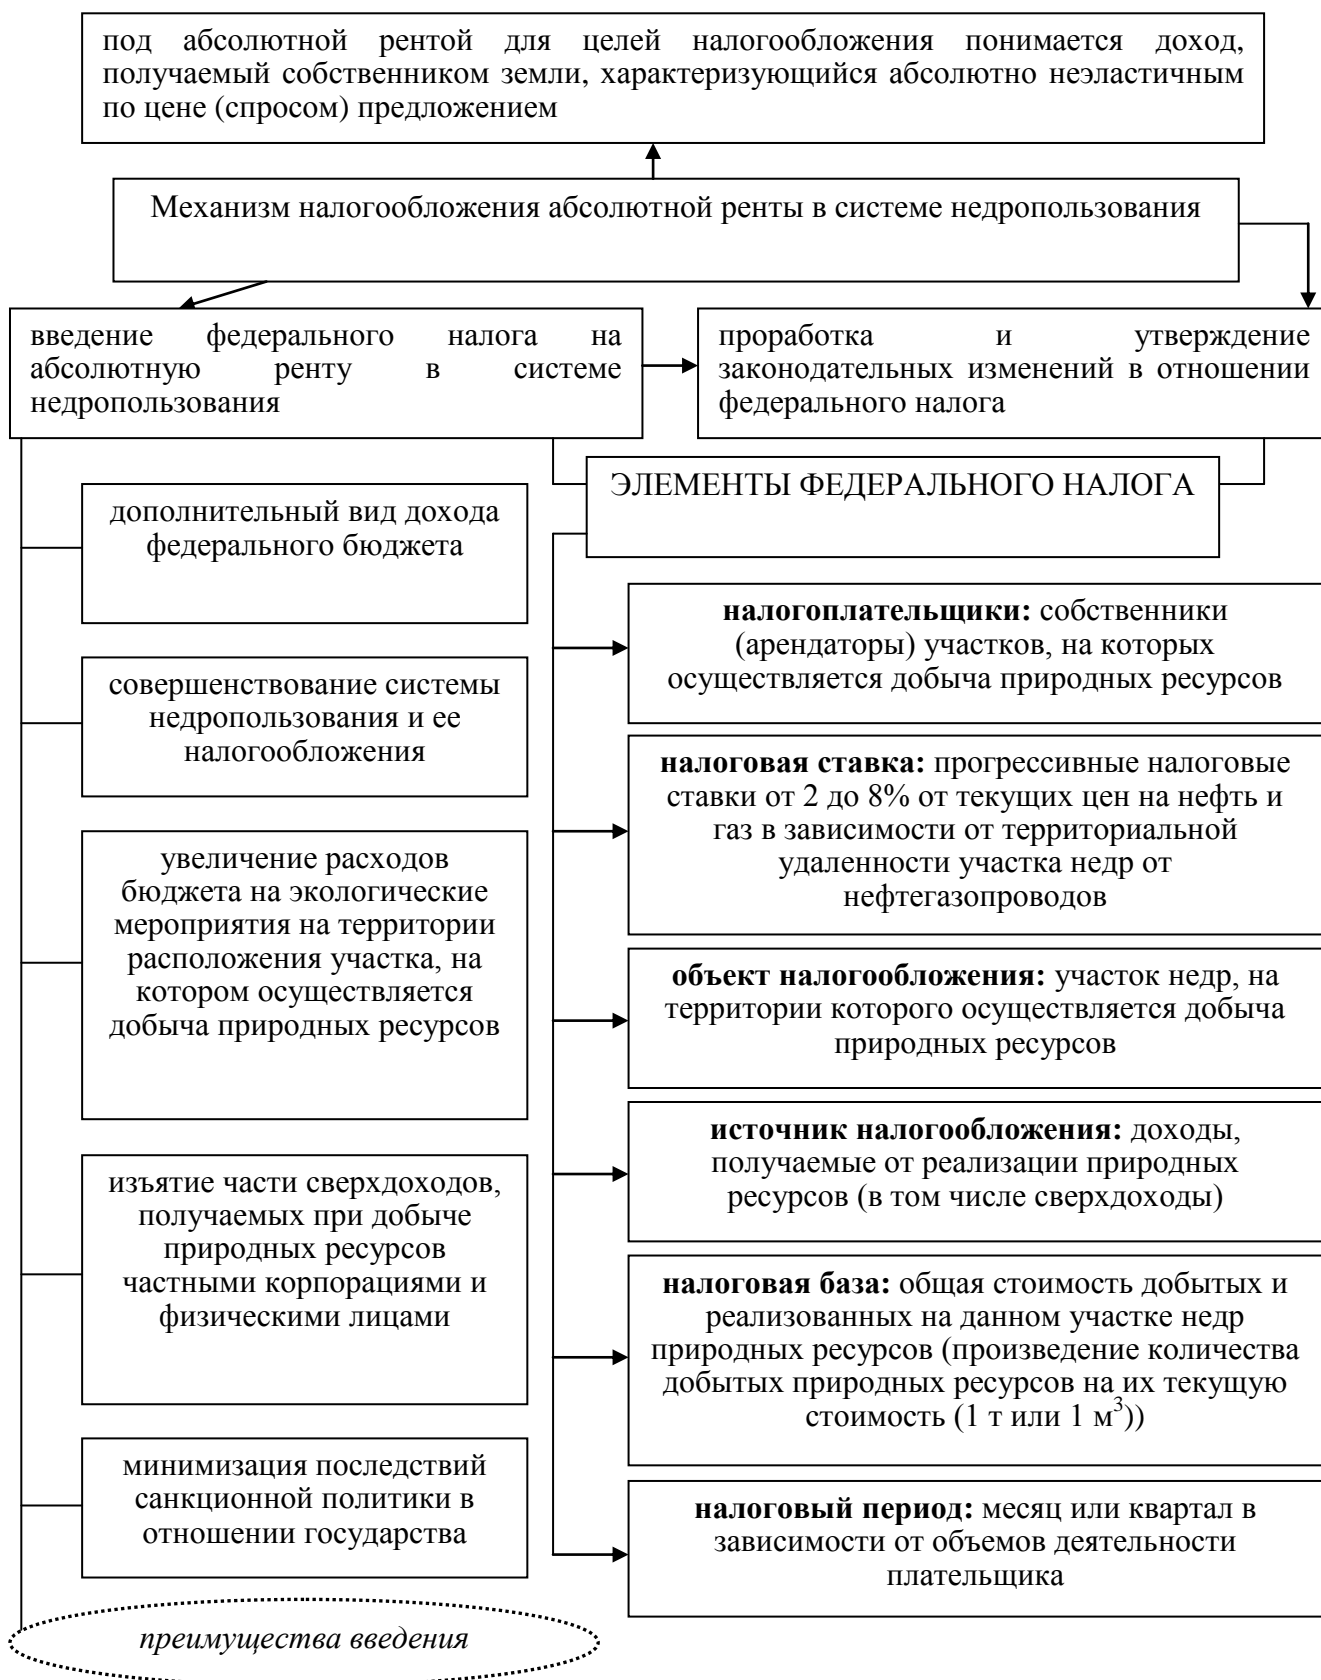 под абсолютной рентой для целей налогообложения понимается доход,
получаемый собственником земли, характеризующийся абсолютно неэластичным
по цене (спросом) предложением
Механизм налогообложения абсолютной ренты в системе недропользования
введение федерального налога на
абсолютную ренту в системе
недропользования
проработка и утверждение
законодательных изменений в отношении
федерального налога
ЭЛЕМЕНТЫ ФЕДЕРАЛЬНОГО НАЛОГА
дополнительный вид дохода
федерального бюджета
совершенствование системы
недропользования и ее
налогообложения
увеличение расходов
бюджета на экологические
мероприятия на территории
расположения участка, на
котором осуществляется
добыча природных ресурсов
изъятие части сверхдоходов,
получаемых при добыче
природных ресурсов
частными корпорациями и
физическими лицами
минимизация последствий
санкционной политики в
отношении государства
преимущества введения
налогоплательщики: собственники
(арендаторы) участков, на которых
осуществляется добыча природных ресурсов
налоговая ставка: прогрессивные налоговые
ставки от 2 до 8% от текущих цен на нефть и
газ в зависимости от территориальной
удаленности участка недр от
нефтегазопроводов
объект налогообложения: участок недр, на
территории которого осуществляется добыча
природных ресурсов
источник налогообложения: доходы,
получаемые от реализации природных
ресурсов (в том числе сверхдоходы)
налоговая база: общая стоимость добытых и
реализованных на данном участке недр
природных ресурсов (произведение количества
добытых природных ресурсов на их текущую
стоимость (1 т или 1 м³))
налоговый период: месяц или квартал в
зависимости от объемов деятельности
плательщика